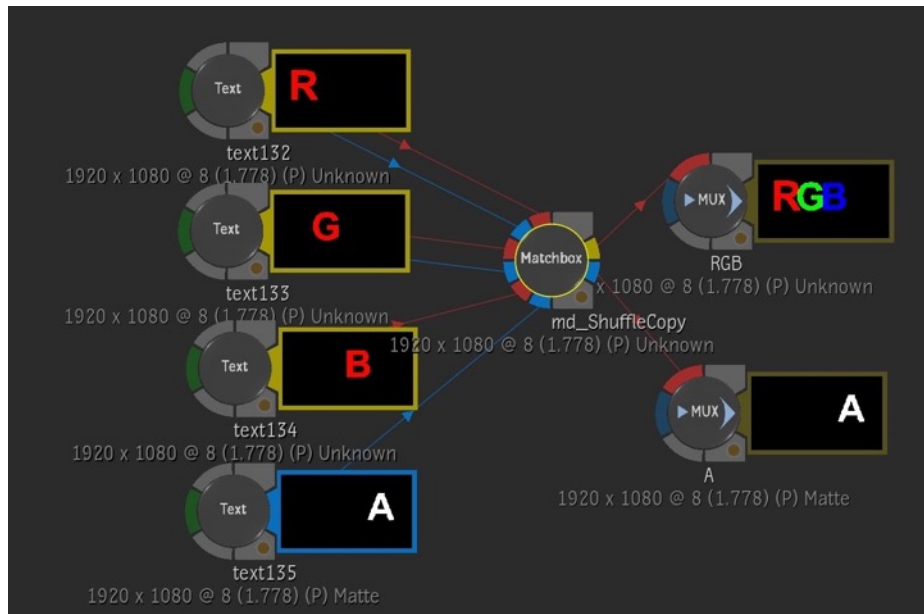 Text
R
text132
1920 x 1080 @ 8 (1.778) (P) Unknown
Text
G
text133
1920 x 1080 @ 8 (1.778) (P) Unknown
Text
B
text134
1920 x 1080 @ 8 (1.778) (P) Unknown
Text
A
text135
1920 x 1080 @ 8 (1.778) (P) Matte
Matchbox
md_ShuffleCopy
1920 x 1080 @ 8 (1.778) (P) Unknown
MUX
RGB
RGB
x 1080 @ 8 (1.778) (P) Unknown
MUX
A
A
1920 x 1080 @ 8 (1.778) (P) Matte